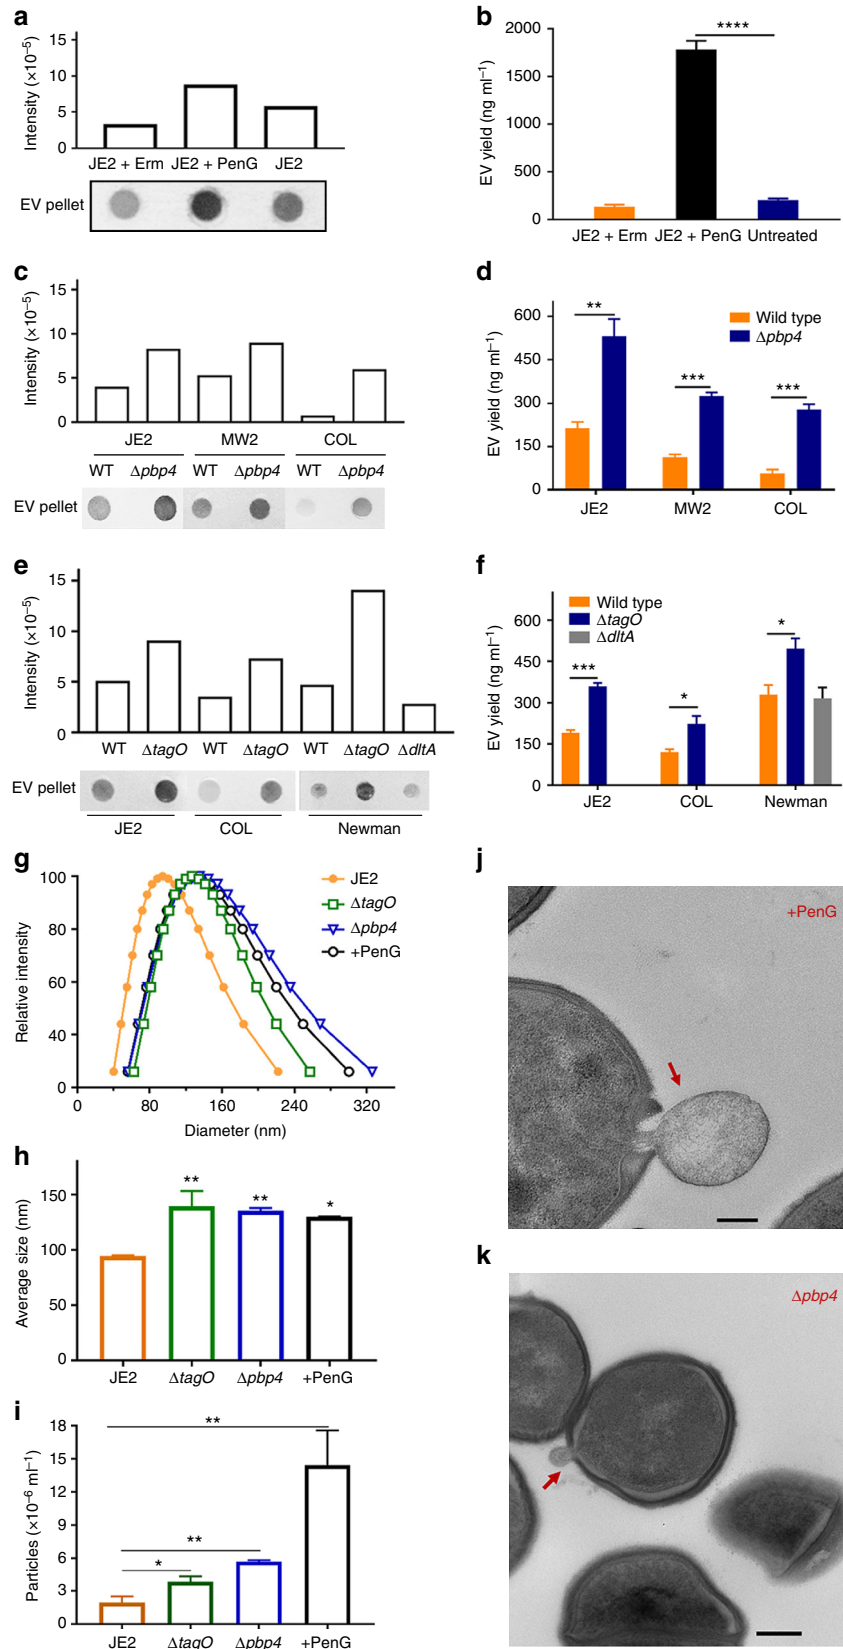 a
Intensity (×10⁻⁵)
15
10
5
0
JE2 + Erm JE2 + PenG JE2
EV pellet
b
EV yield (ng ml⁻¹)
2000
1500
1000
500
0
****
JE2 + Erm JE2 + PenG Untreated
c
Intensity (×10⁻⁵)
15
10
5
0
JE2 MW2 COL
WT Δpbp4 WT Δpbp4 WT Δpbp4
EV pellet
d
EV yield (ng ml⁻¹)
600
450
300
150
0
** *** ***
Wild type
Δpbp4
JE2 MW2 COL
e
Intensity (×10⁻⁵)
15
10
5
0
WT ΔtagO WT ΔtagO WT ΔtagO ΔdltA
EV pellet
JE2 COL Newman
f
EV yield (ng ml⁻¹)
600
450
300
150
0
Wild type
ΔtagO
ΔdltA
*** * *
JE2 COL Newman
g
Relative intensity
100
80
60
40
20
0
0 80 160 240 320
Diameter (nm)
JE2
ΔtagO
Δpbp4
+PenG
h
Average size (nm)
150
100
50
0
** ** *
JE2 ΔtagO Δpbp4 +PenG
i
Particles (×10⁻⁶ ml⁻¹)
18
15
12
9
6
3
0
**
**
*
JE2 ΔtagO Δpbp4 +PenG
j
+PenG
k
Δpbp4